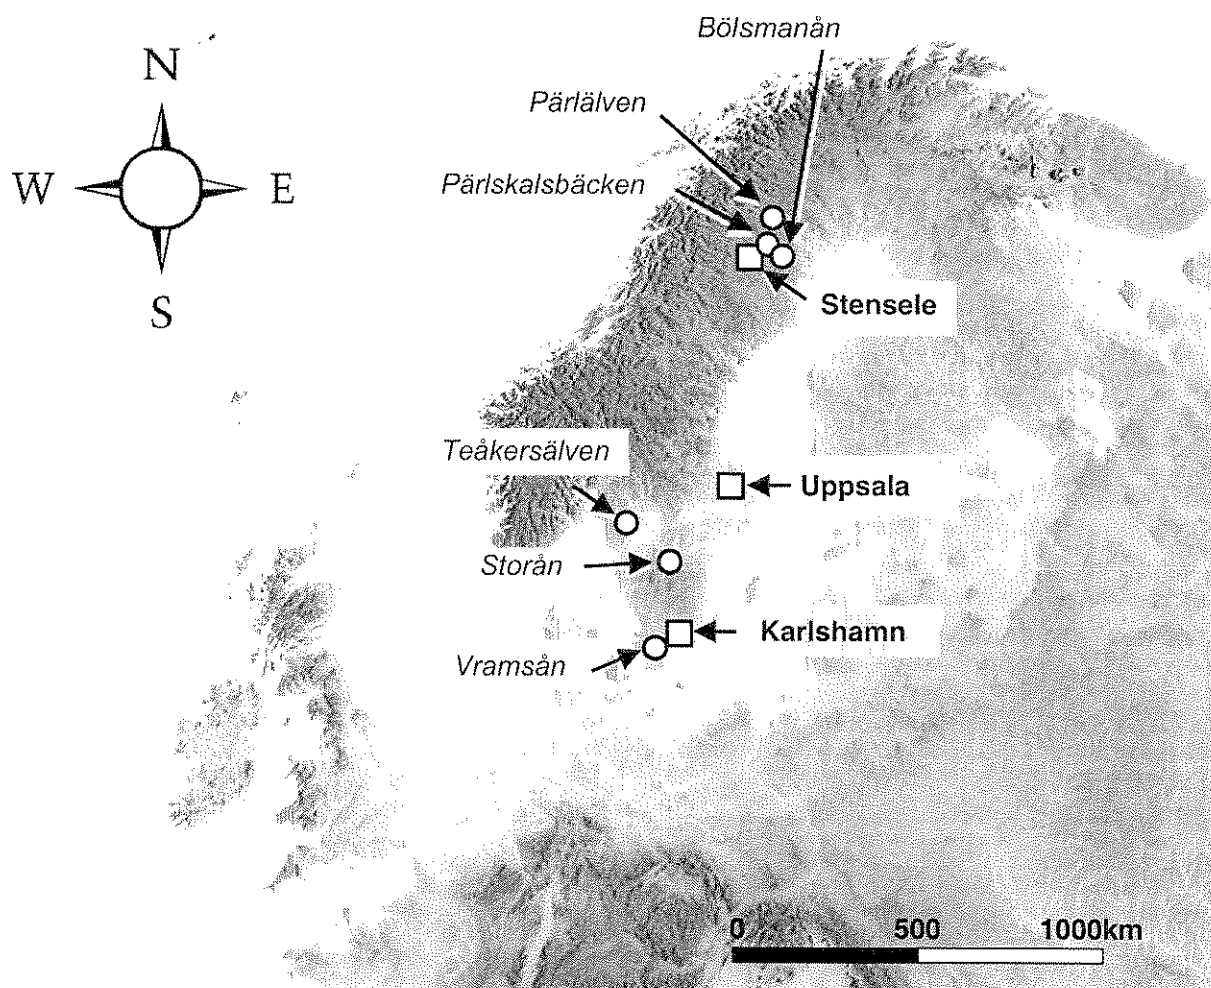 Bölsmanån
N
Pärlälven
W
E
Pärlskalsbäcken
S
Stensele
Teåkersälven
Uppsala
Storån
Karlshamn
Vramsån
0 500 1000km